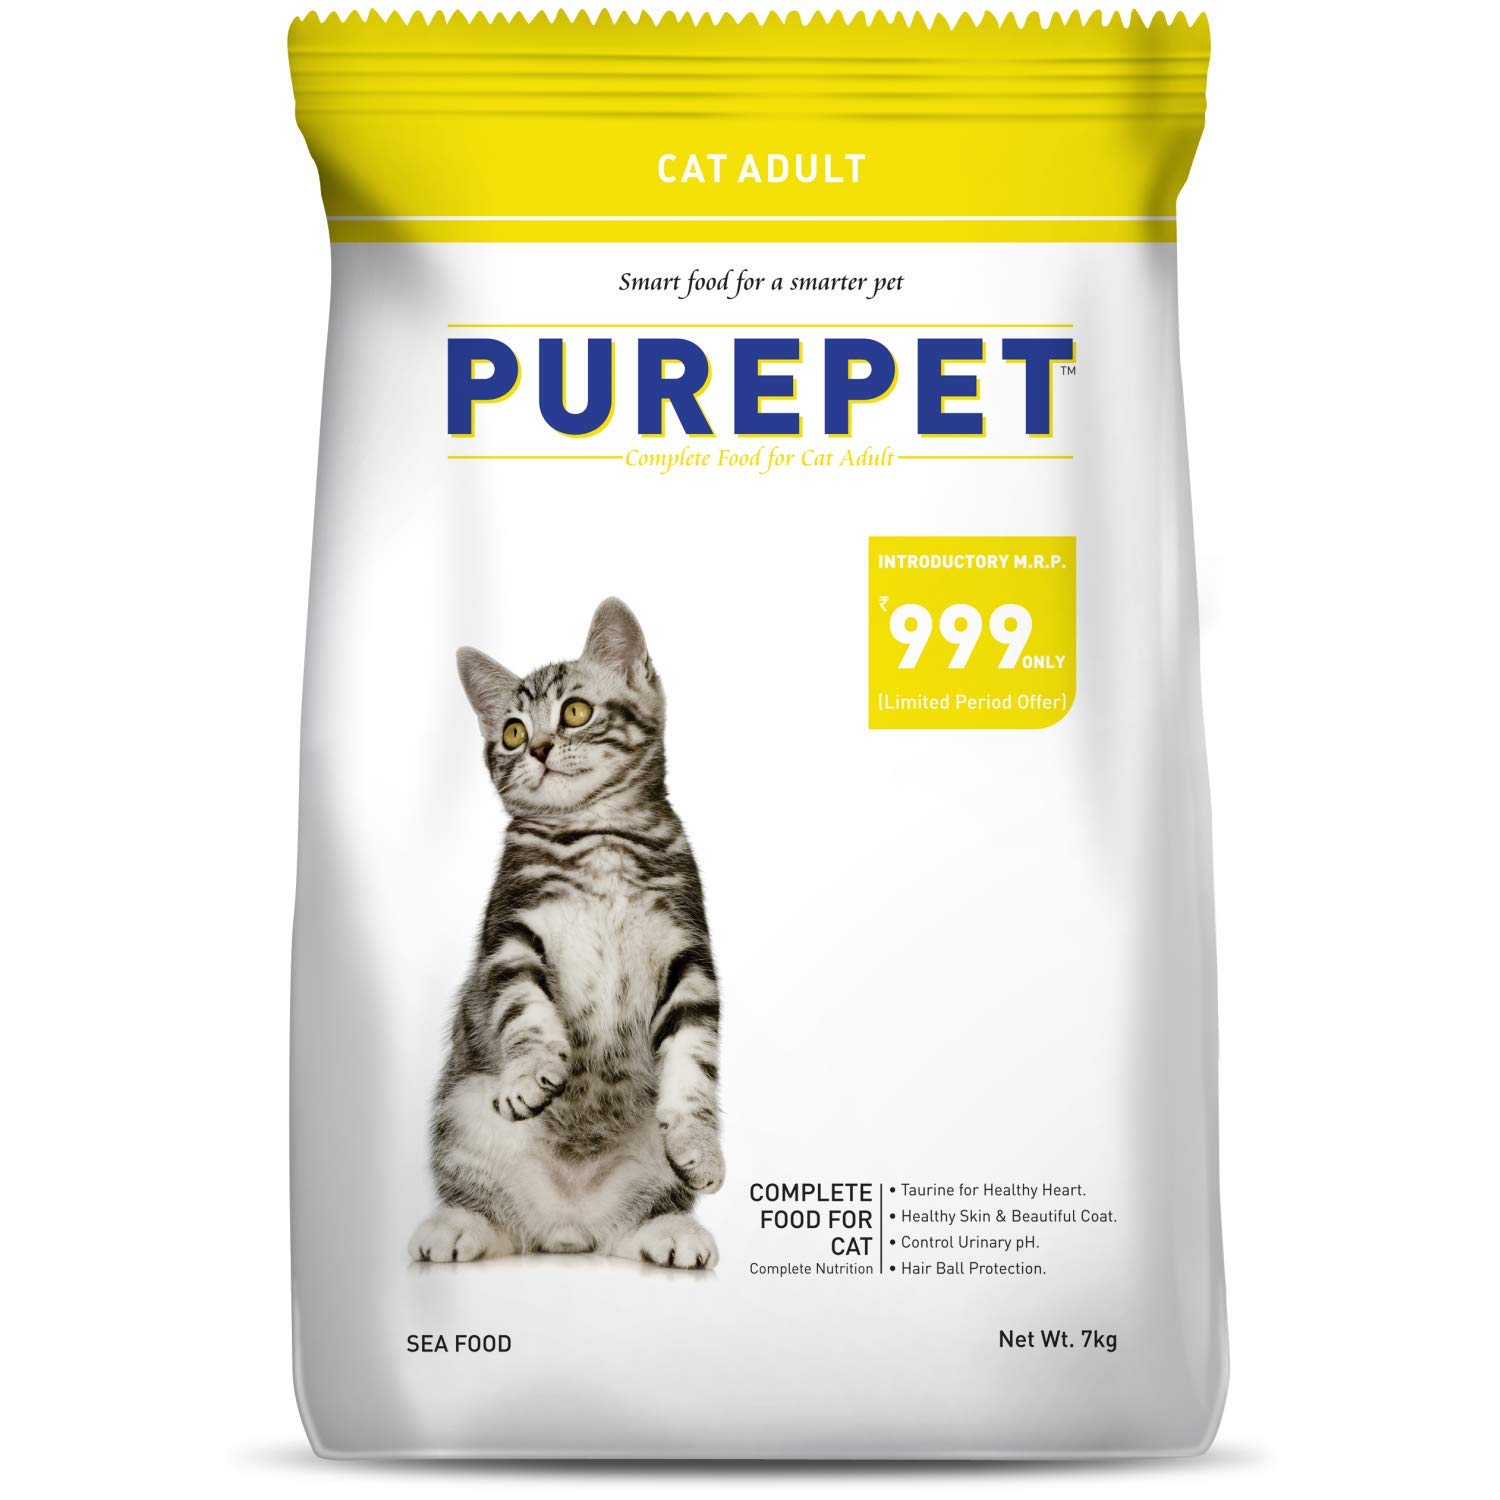 CAT ADULT
Smart food for a smarter pet
PUREPET™
Complete Food for Cat Adult
INTRODUCTORY M.R.P.
₹999 ONLY
(Limited Period Offer)
COMPLETE
FOOD FOR
CAT
Complete Nutrition
• Taurine for Healthy Heart.
• Healthy Skin & Beautiful Coat.
• Control Urinary pH.
• Hair Ball Protection.
SEA FOOD
Net Wt. 7kg